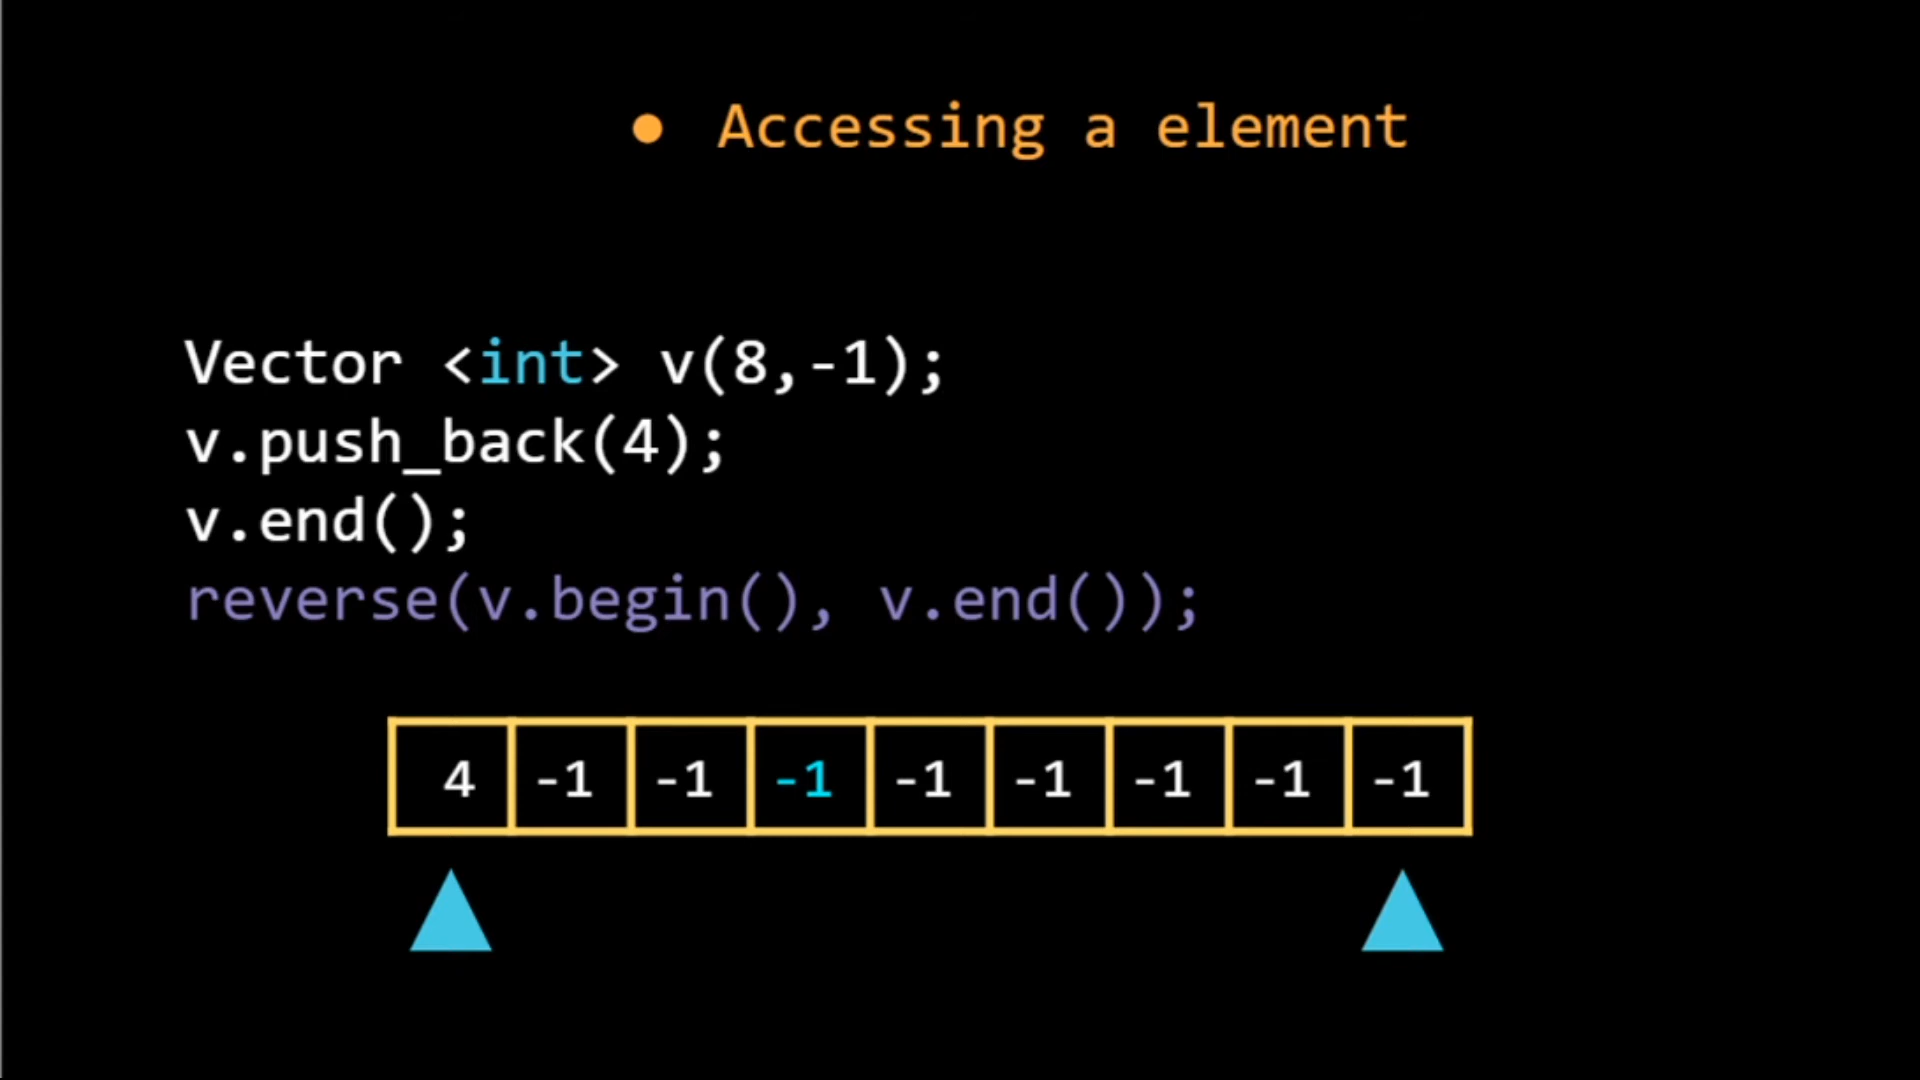 ● Accessing a element
Vector <int> v(8,-1);
v.push_back(4);
v.end();
reverse(v.begin(), v.end());
4 -1 -1 -1 -1 -1 -1 -1 -1